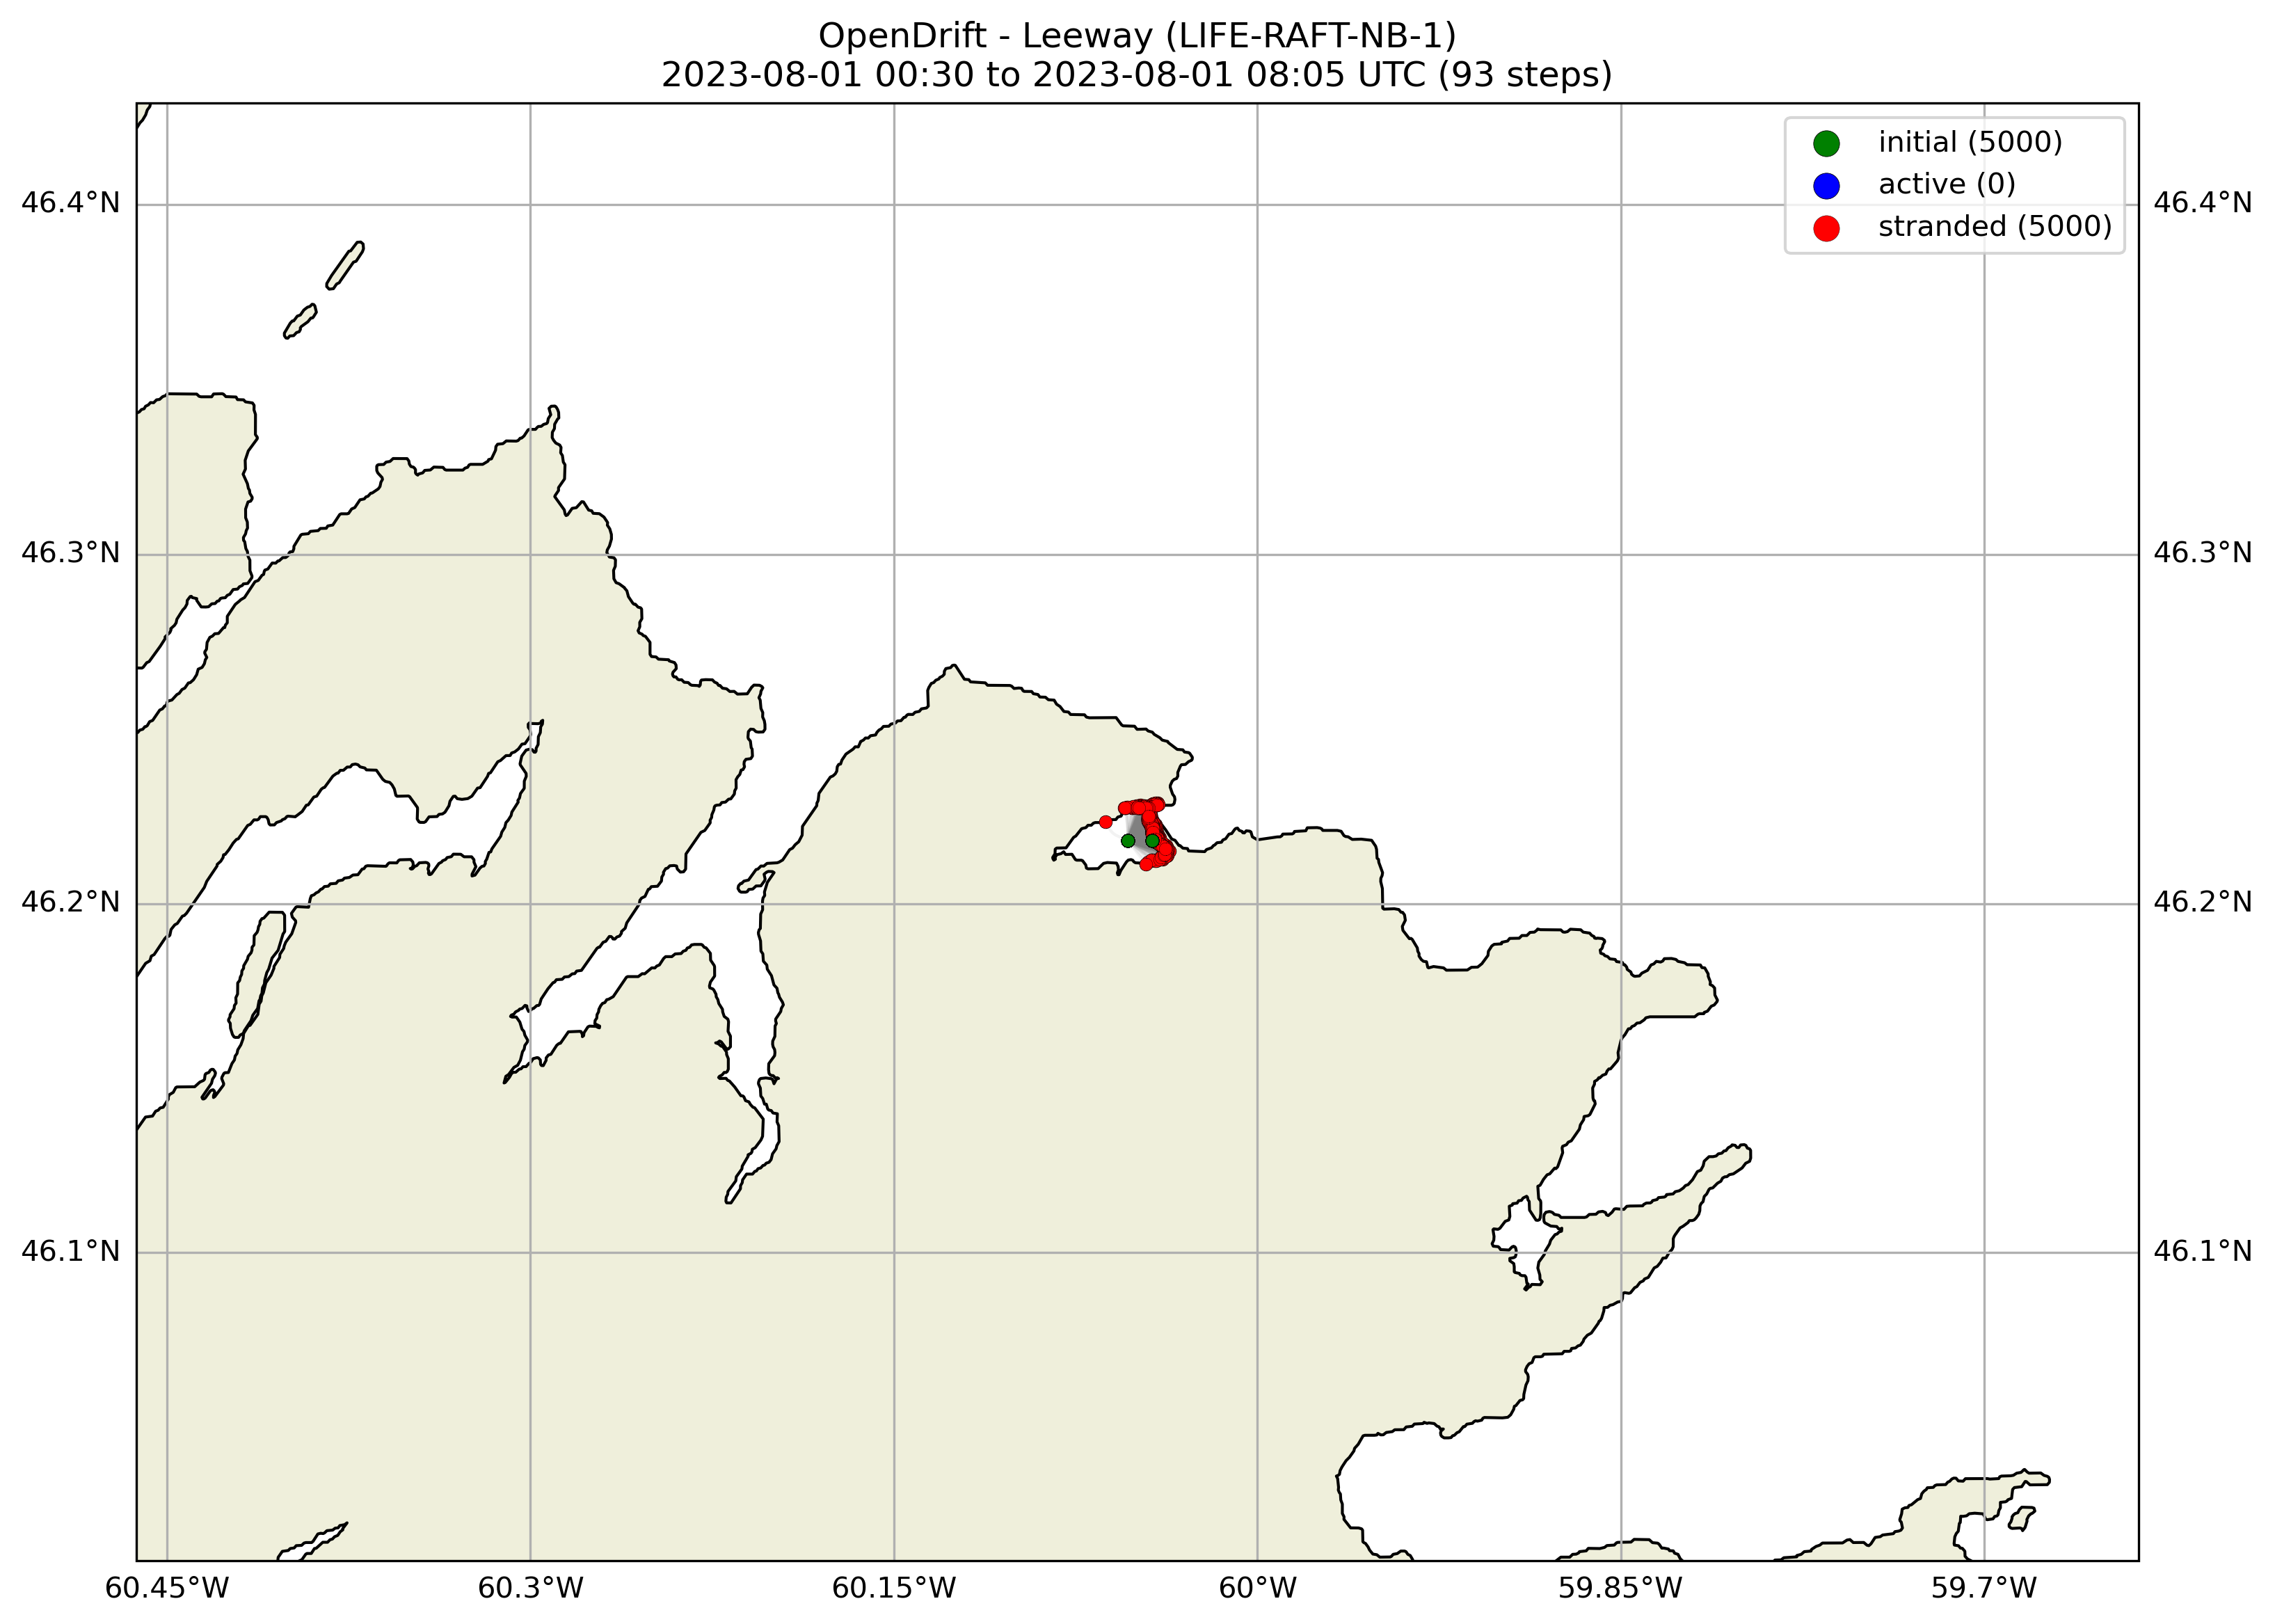 OpenDrift - Leeway (LIFE-RAFT-NB-1)
2023-08-01 00:30 to 2023-08-01 08:05 UTC (93 steps)
initial (5000)
active (0)
stranded (5000)
46.4°N
46.4°N
46.3°N
46.3°N
46.2°N
46.2°N
46.1°N
46.1°N
60.45°W
60.3°W
60.15°W
60°W
59.85°W
59.7°W